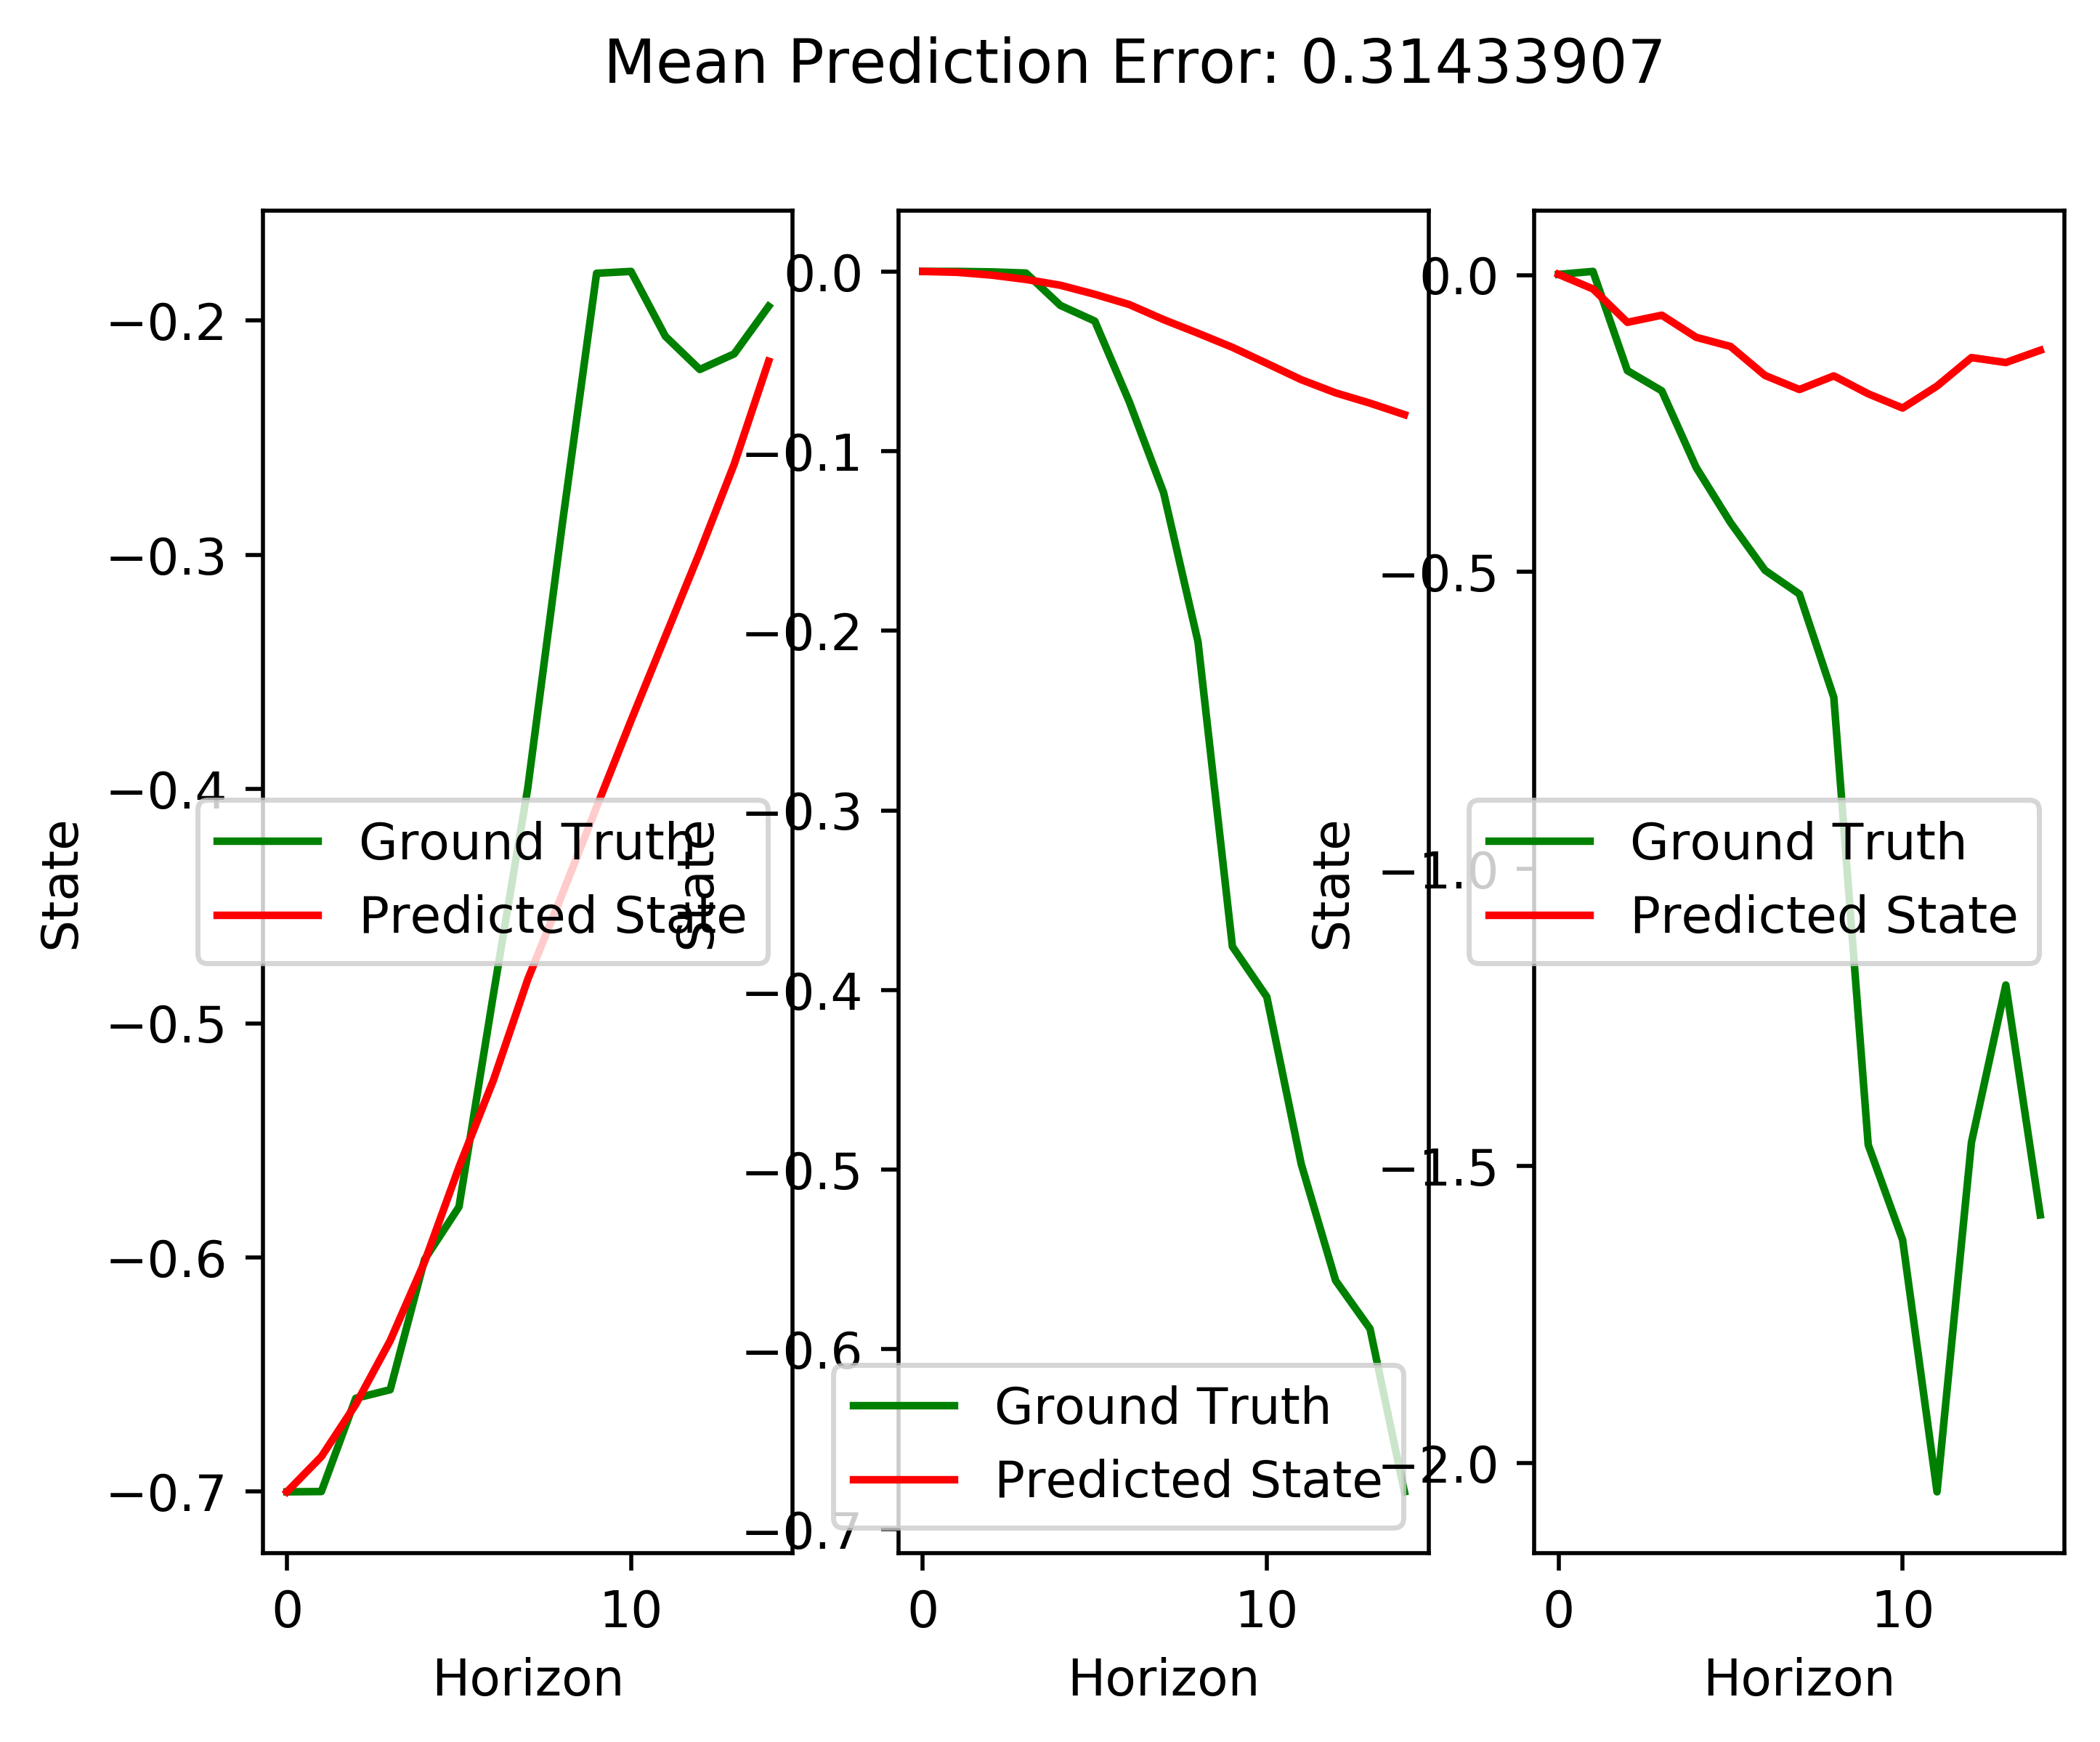 Mean Prediction Error: 0.31433907
−0.2
−0.3
−0.4
−0.5
−0.6
−0.7
State
Ground Truth
Predicted State
0 10
Horizon
0.0
−0.1
−0.2
−0.3
−0.4
−0.5
−0.6
−0.7
State
Ground Truth
Predicted State
0 10
Horizon
0.0
−0.5
−1.0
−1.5
−2.0
State
Ground Truth
Predicted State
0 10
Horizon